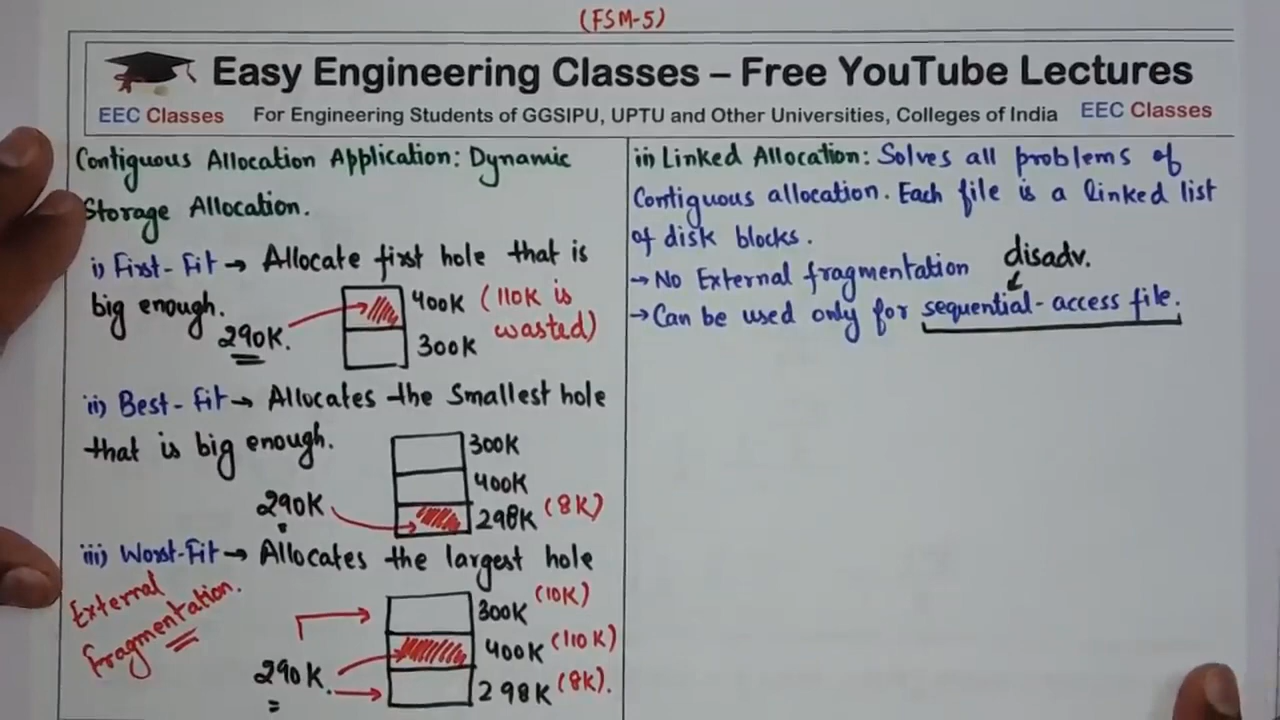 (FSM-5)
Easy Engineering Classes – Free YouTube Lectures
EEC Classes For Engineering Students of GGSIPU, UPTU and Other Universities, Colleges of India EEC Classes
Contiguous Allocation Application: Dynamic
Storage Allocation.
i) First-Fit → Allocate first hole that is
big enough.
290K.
400K (110K is
wasted)
300K
ii) Best-Fit → Allocates the smallest hole
that is big enough.
300K
400K
290K
298K (8K)
iii) Worst-Fit → Allocates the largest hole
External
fragmentation.
300K (10K)
400K (110K)
290K.
298K (8K).
ii) Linked Allocation: Solves all problems of
Contiguous allocation. Each file is a linked list
of disk blocks.
→ No External fragmentation
disadv.
→ Can be used only for sequential-access file.